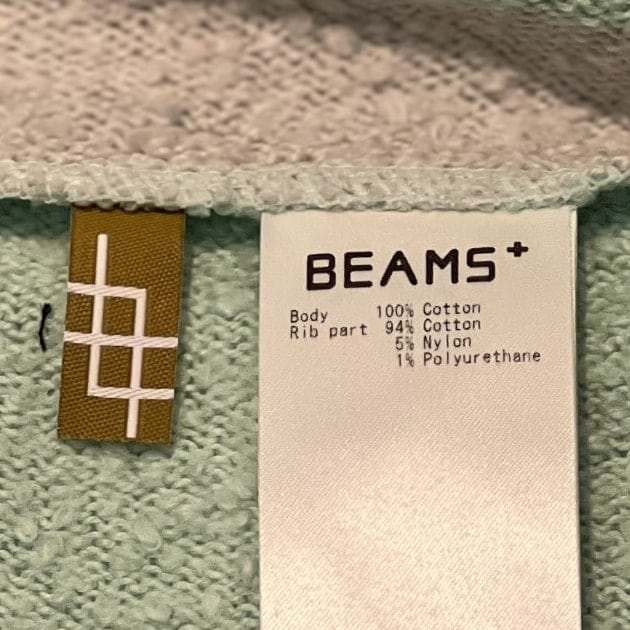 BEAMS+
Body 100% Cotton
Rib part 94% Cotton
5% Nylon
1% Polyurethane